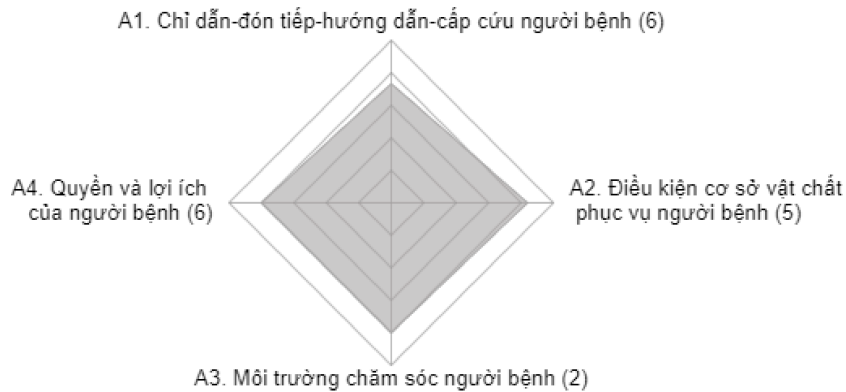 A1. Chỉ dẫn-đón tiếp-hướng dẫn-cấp cứu người bệnh (6)
A4. Quyền và lợi ích
của người bệnh (6)
A2. Điều kiện cơ sở vật chất
phục vụ người bệnh (5)
A3. Môi trường chăm sóc người bệnh (2)